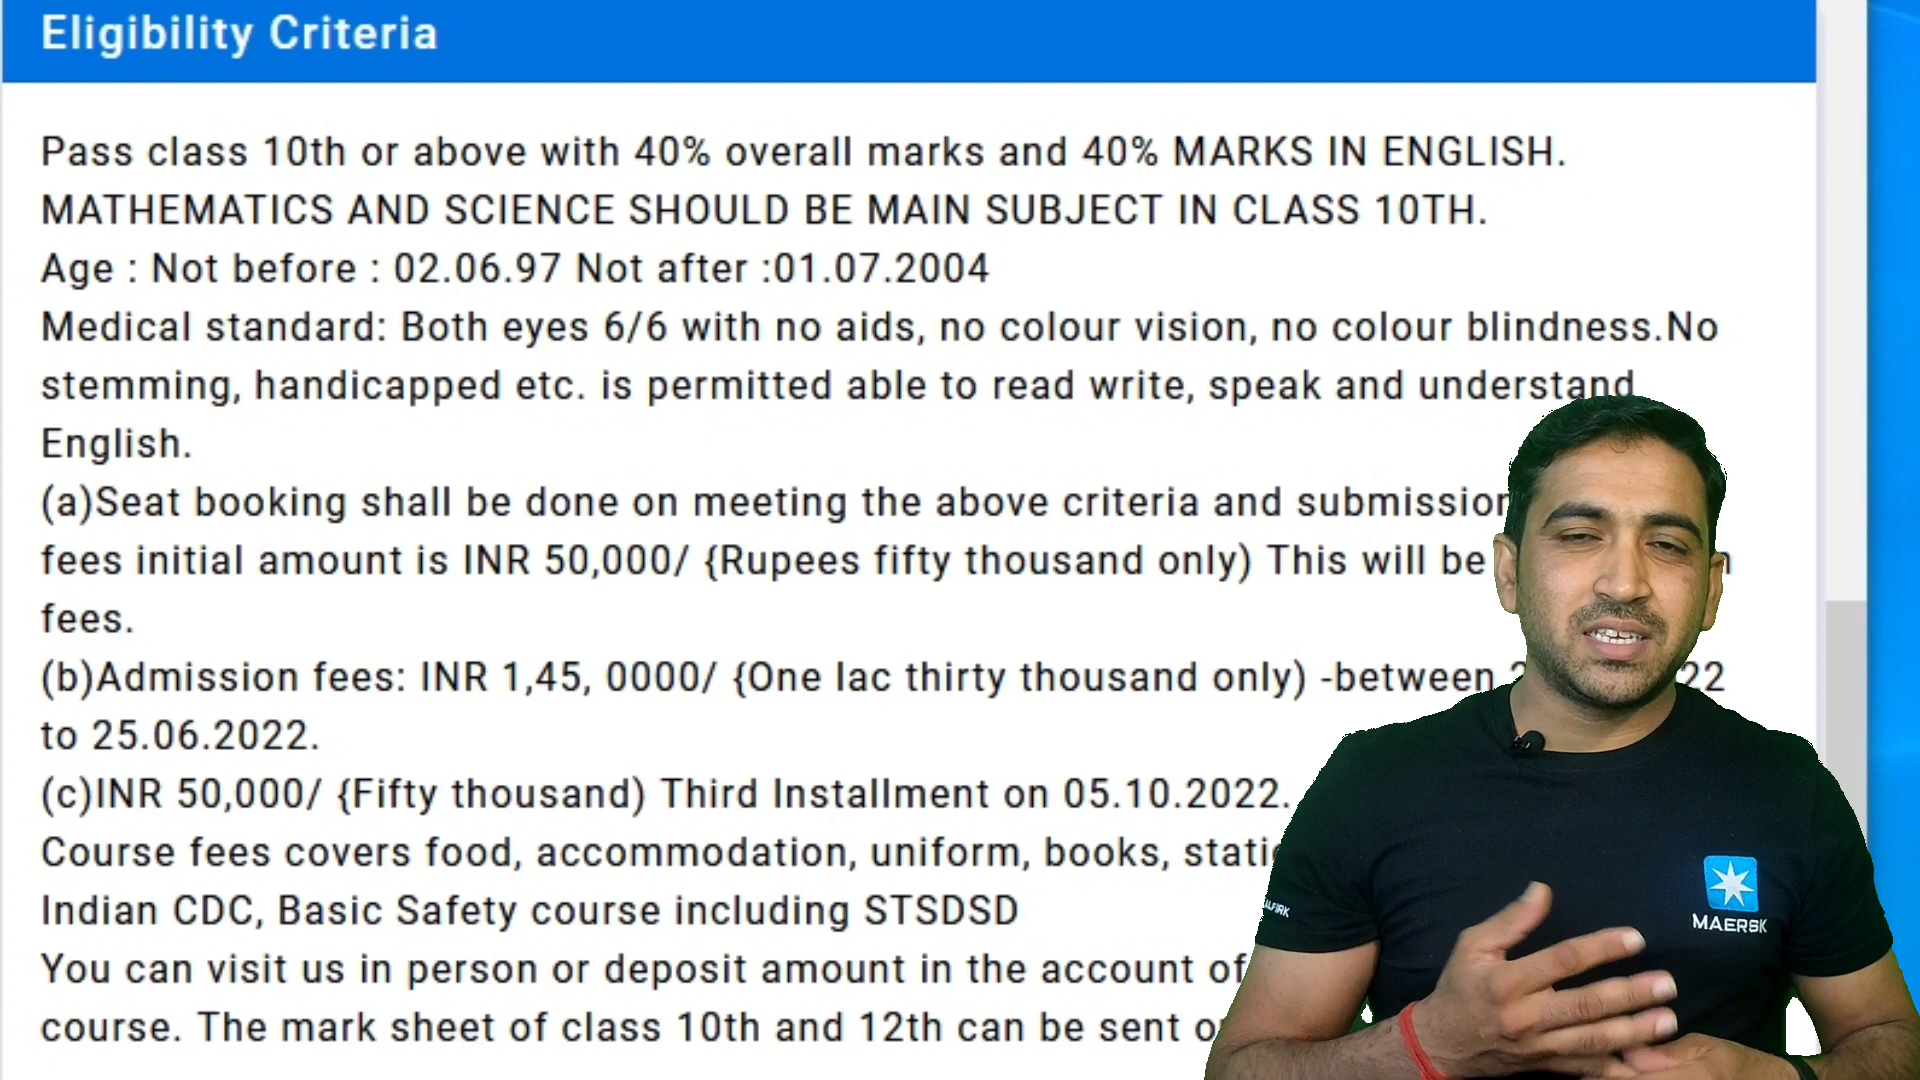 Eligibility Criteria
Pass class 10th or above with 40% overall marks and 40% MARKS IN ENGLISH.
MATHEMATICS AND SCIENCE SHOULD BE MAIN SUBJECT IN CLASS 10TH.
Age : Not before : 02.06.97 Not after :01.07.2004
Medical standard: Both eyes 6/6 with no aids, no colour vision, no colour blindness.No
stemming, handicapped etc. is permitted able to read write, speak and understand
English.
(a)Seat booking shall be done on meeting the above criteria and submission
fees initial amount is INR 50,000/ {Rupees fifty thousand only) This will be
fees.
(b)Admission fees: INR 1,45, 0000/ {One lac thirty thousand only) -between 22
to 25.06.2022.
(c)INR 50,000/ {Fifty thousand) Third Installment on 05.10.2022.
Course fees covers food, accommodation, uniform, books,
Indian CDC, Basic Safety course including STSDSD
You can visit us in person or deposit amount in the account of
course. The mark sheet of class 10th and 12th can be sent
MAERSK